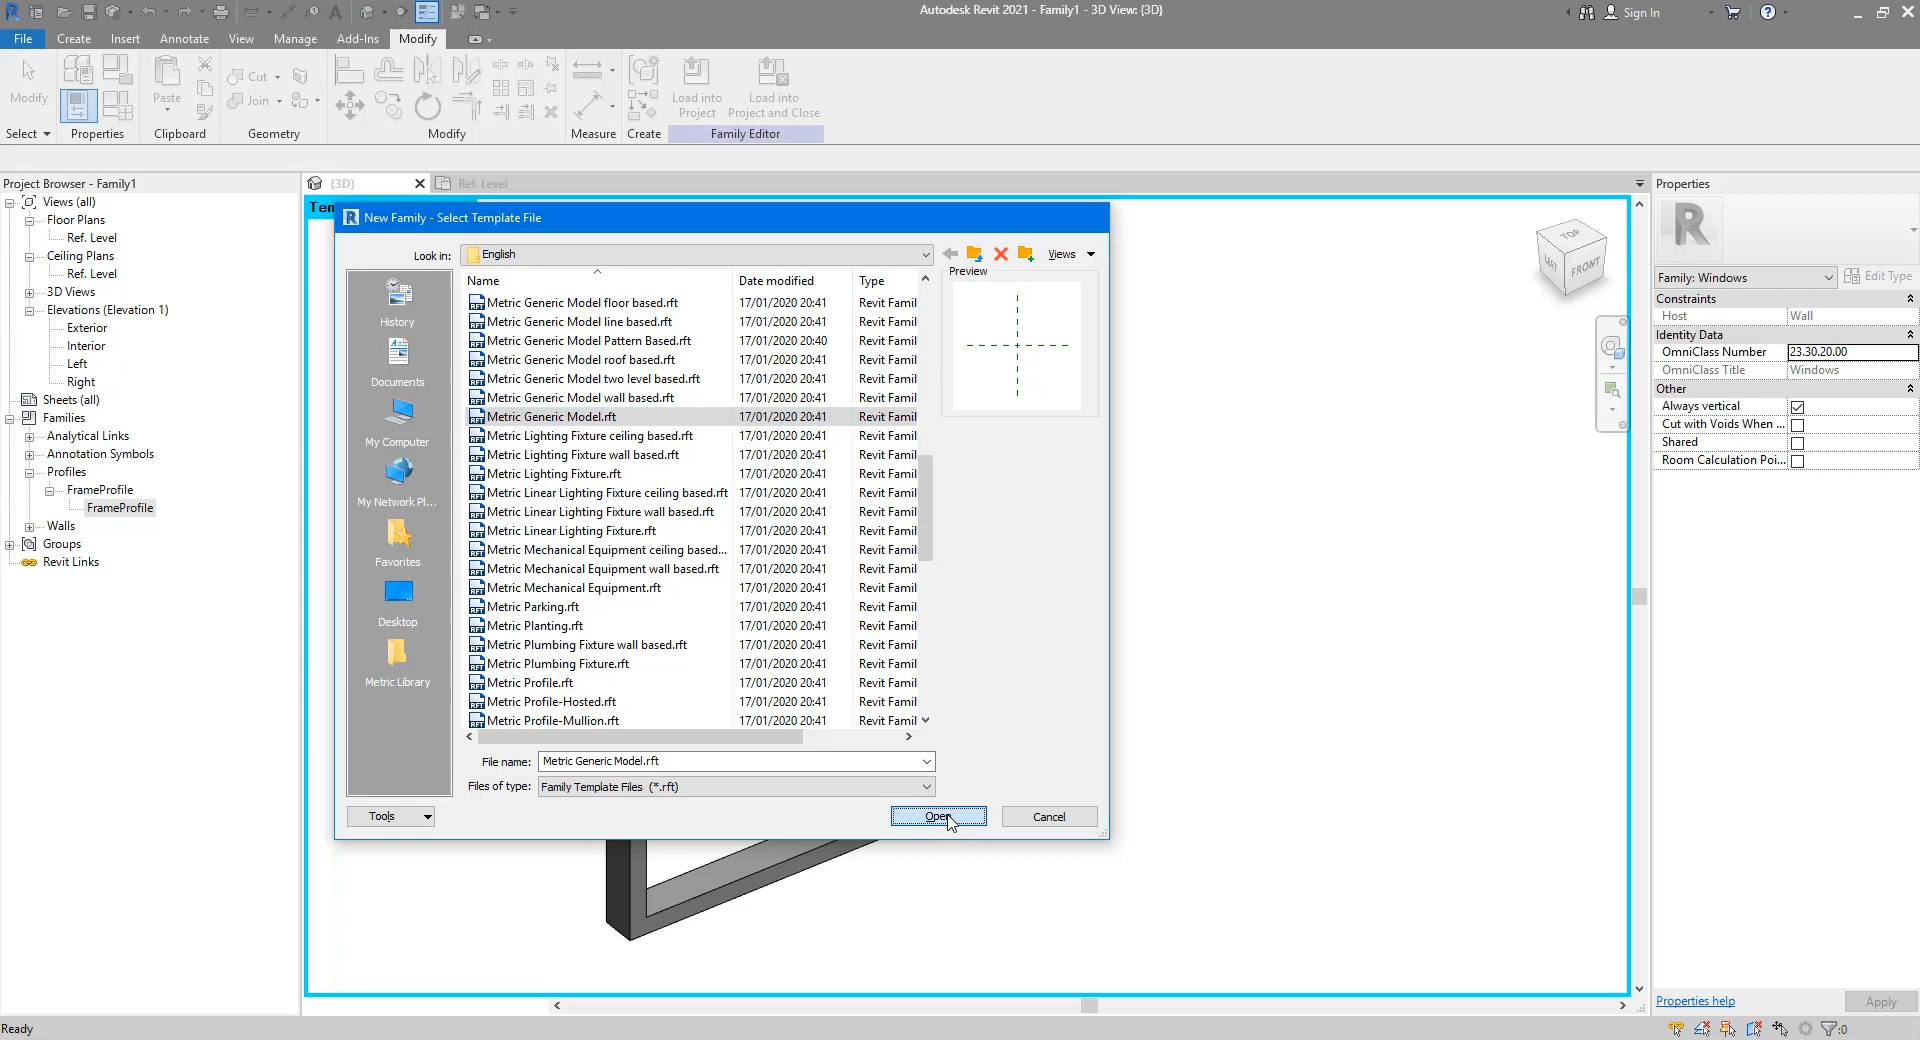 Autodesk Revit 2021 - Family1 - 3D View: {3D}
Sign In
File
Create
Insert
Annotate
View
Manage
Add-Ins
Modify
Modify
Paste
Cut
Join
Load into
Project
Load into
Project and Close
Select
Properties
Clipboard
Geometry
Modify
Measure
Create
Family Editor
Project Browser - Family1
Views (all)
Floor Plans
Ref. Level
Ceiling Plans
Ref. Level
3D Views
Elevations (Elevation 1)
Exterior
Interior
Left
Right
Sheets (all)
Families
Analytical Links
Annotation Symbols
Profiles
FrameProfile
FrameProfile
Walls
Groups
Revit Links
{3D}
Ref. Level
Tem
New Family - Select Template File
Look in:
English
Views
History
Documents
My Computer
My Network Pl...
Favorites
Desktop
Metric Library
Name
Date modified
Type
Metric Generic Model floor based.rft 17/01/2020 20:41 Revit Famil
Metric Generic Model line based.rft 17/01/2020 20:41 Revit Famil
Metric Generic Model Pattern Based.rft 17/01/2020 20:40 Revit Famil
Metric Generic Model roof based.rft 17/01/2020 20:41 Revit Famil
Metric Generic Model two level based.rft 17/01/2020 20:41 Revit Famil
Metric Generic Model wall based.rft 17/01/2020 20:41 Revit Famil
Metric Generic Model.rft 17/01/2020 20:41 Revit Famil
Metric Lighting Fixture ceiling based.rft 17/01/2020 20:41 Revit Famil
Metric Lighting Fixture wall based.rft 17/01/2020 20:41 Revit Famil
Metric Lighting Fixture.rft 17/01/2020 20:41 Revit Famil
Metric Linear Lighting Fixture ceiling based.rft 17/01/2020 20:41 Revit Famil
Metric Linear Lighting Fixture wall based.rft 17/01/2020 20:41 Revit Famil
Metric Linear Lighting Fixture.rft 17/01/2020 20:41 Revit Famil
Metric Mechanical Equipment ceiling based... 17/01/2020 20:41 Revit Famil
Metric Mechanical Equipment wall based.rft 17/01/2020 20:41 Revit Famil
Metric Mechanical Equipment.rft 17/01/2020 20:41 Revit Famil
Metric Parking.rft 17/01/2020 20:41 Revit Famil
Metric Planting.rft 17/01/2020 20:41 Revit Famil
Metric Plumbing Fixture wall based.rft 17/01/2020 20:41 Revit Famil
Metric Plumbing Fixture.rft 17/01/2020 20:41 Revit Famil
Metric Profile.rft 17/01/2020 20:41 Revit Famil
Metric Profile-Hosted.rft 17/01/2020 20:41 Revit Famil
Metric Profile-Mullion.rft 17/01/2020 20:41 Revit Famil
Preview
File name:
Metric Generic Model.rft
Files of type:
Family Template Files (*.rft)
Tools
Open
Cancel
TOP
LEFT
FRONT
Properties
R
Family: Windows
Edit Type
Constraints
Host Wall
Identity Data
OmniClass Number 23.30.20.00
OmniClass Title Windows
Other
Always vertical
Cut with Voids When ...
Shared
Room Calculation Poi...
Properties help
Apply
Ready
:0